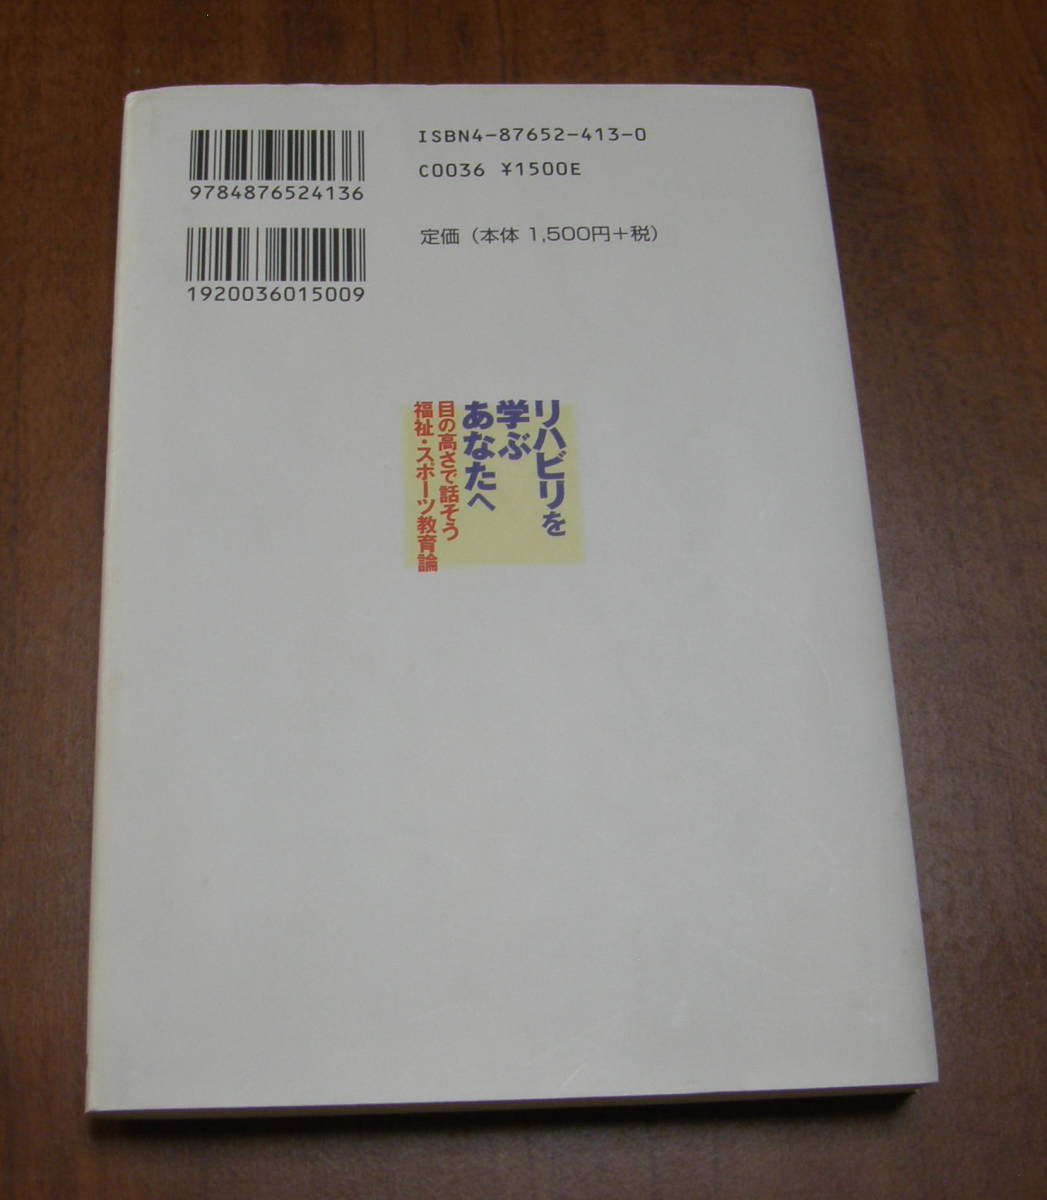 ISBN4-87652-413-0
C0036 ¥1500E
9784876524136
定価（本体 1,500円＋税）
1920036015009
リハビリを
学ぶ
あなたへ
目の高さで話そう
福祉・スポーツ教育論